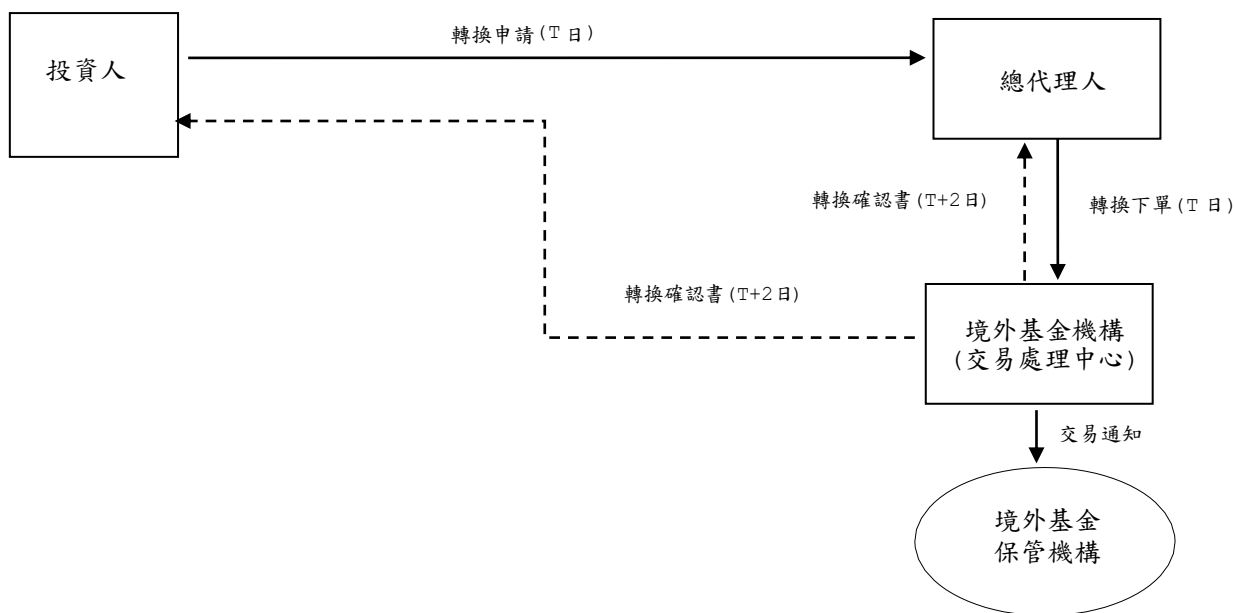 轉換申請(T日)
投資人
總代理人
轉換確認書(T+2日)
轉換下單(T日)
轉換確認書(T+2日)
境外基金機構
(交易處理中心)
交易通知
境外基金
保管機構